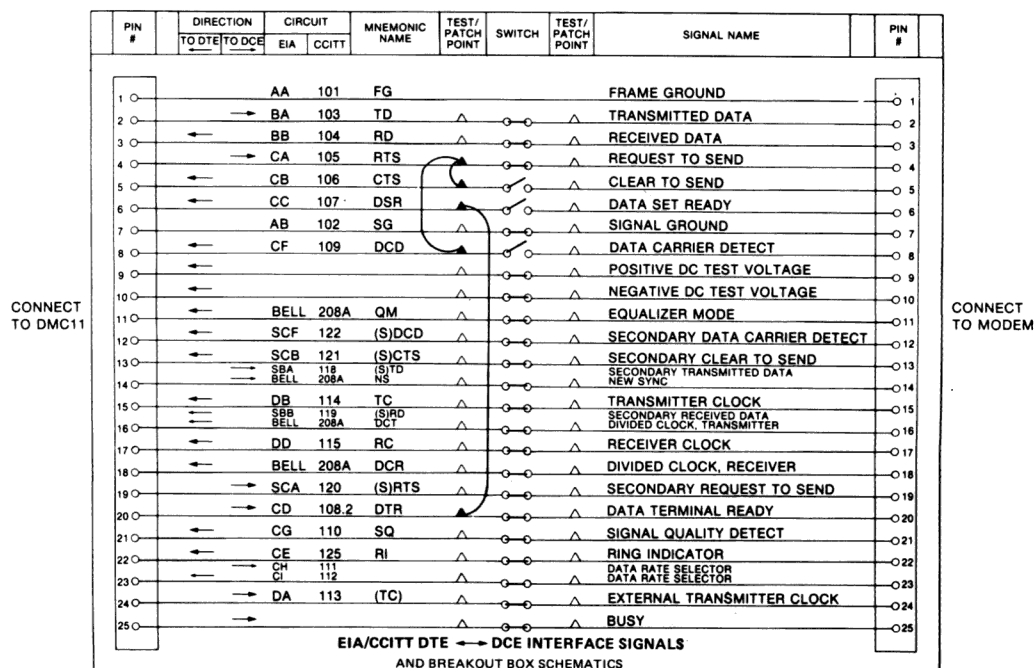 PIN # DIRECTION CIRCUIT MNEMONIC NAME TEST/ PATCH POINT SWITCH TEST/ PATCH POINT SIGNAL NAME PIN #
TO DTE TO DCE EIA CCITT
← →
1 AA 101 FG FRAME GROUND 1
2 → BA 103 TD TRANSMITTED DATA 2
3 ← BB 104 RD RECEIVED DATA 3
4 → CA 105 RTS REQUEST TO SEND 4
5 ← CB 106 CTS CLEAR TO SEND 5
6 ← CC 107 DSR DATA SET READY 6
7 AB 102 SG SIGNAL GROUND 7
8 ← CF 109 DCD DATA CARRIER DETECT 8
9 ← POSITIVE DC TEST VOLTAGE 9
10 ← NEGATIVE DC TEST VOLTAGE 10
CONNECT TO DMC11
CONNECT TO MODEM
11 ← BELL 208A QM EQUALIZER MODE 11
12 ← SCF 122 (S)DCD SECONDARY DATA CARRIER DETECT 12
13 ← SCB 121 (S)CTS SECONDARY CLEAR TO SEND 13
→ SBA 118 (S)TD SECONDARY TRANSMITTED DATA
14 → BELL 208A NS NEW SYNC 14
15 ← DB 114 TC TRANSMITTER CLOCK 15
← SBB 119 (S)RD SECONDARY RECEIVED DATA
16 ← BELL 208A DCT DIVIDED CLOCK, TRANSMITTER 16
17 ← DD 115 RC RECEIVER CLOCK 17
18 ← BELL 208A DCR DIVIDED CLOCK, RECEIVER 18
19 → SCA 120 (S)RTS SECONDARY REQUEST TO SEND 19
20 → CD 108.2 DTR DATA TERMINAL READY 20
21 ← CG 110 SQ SIGNAL QUALITY DETECT 21
22 ← CE 125 RI RING INDICATOR 22
→ CH 111 DATA RATE SELECTOR
23 ← CI 112 DATA RATE SELECTOR 23
24 → DA 113 (TC) EXTERNAL TRANSMITTER CLOCK 24
25 → BUSY 25
EIA/CCITT DTE ↔ DCE INTERFACE SIGNALS
AND BREAKOUT BOX SCHEMATICS